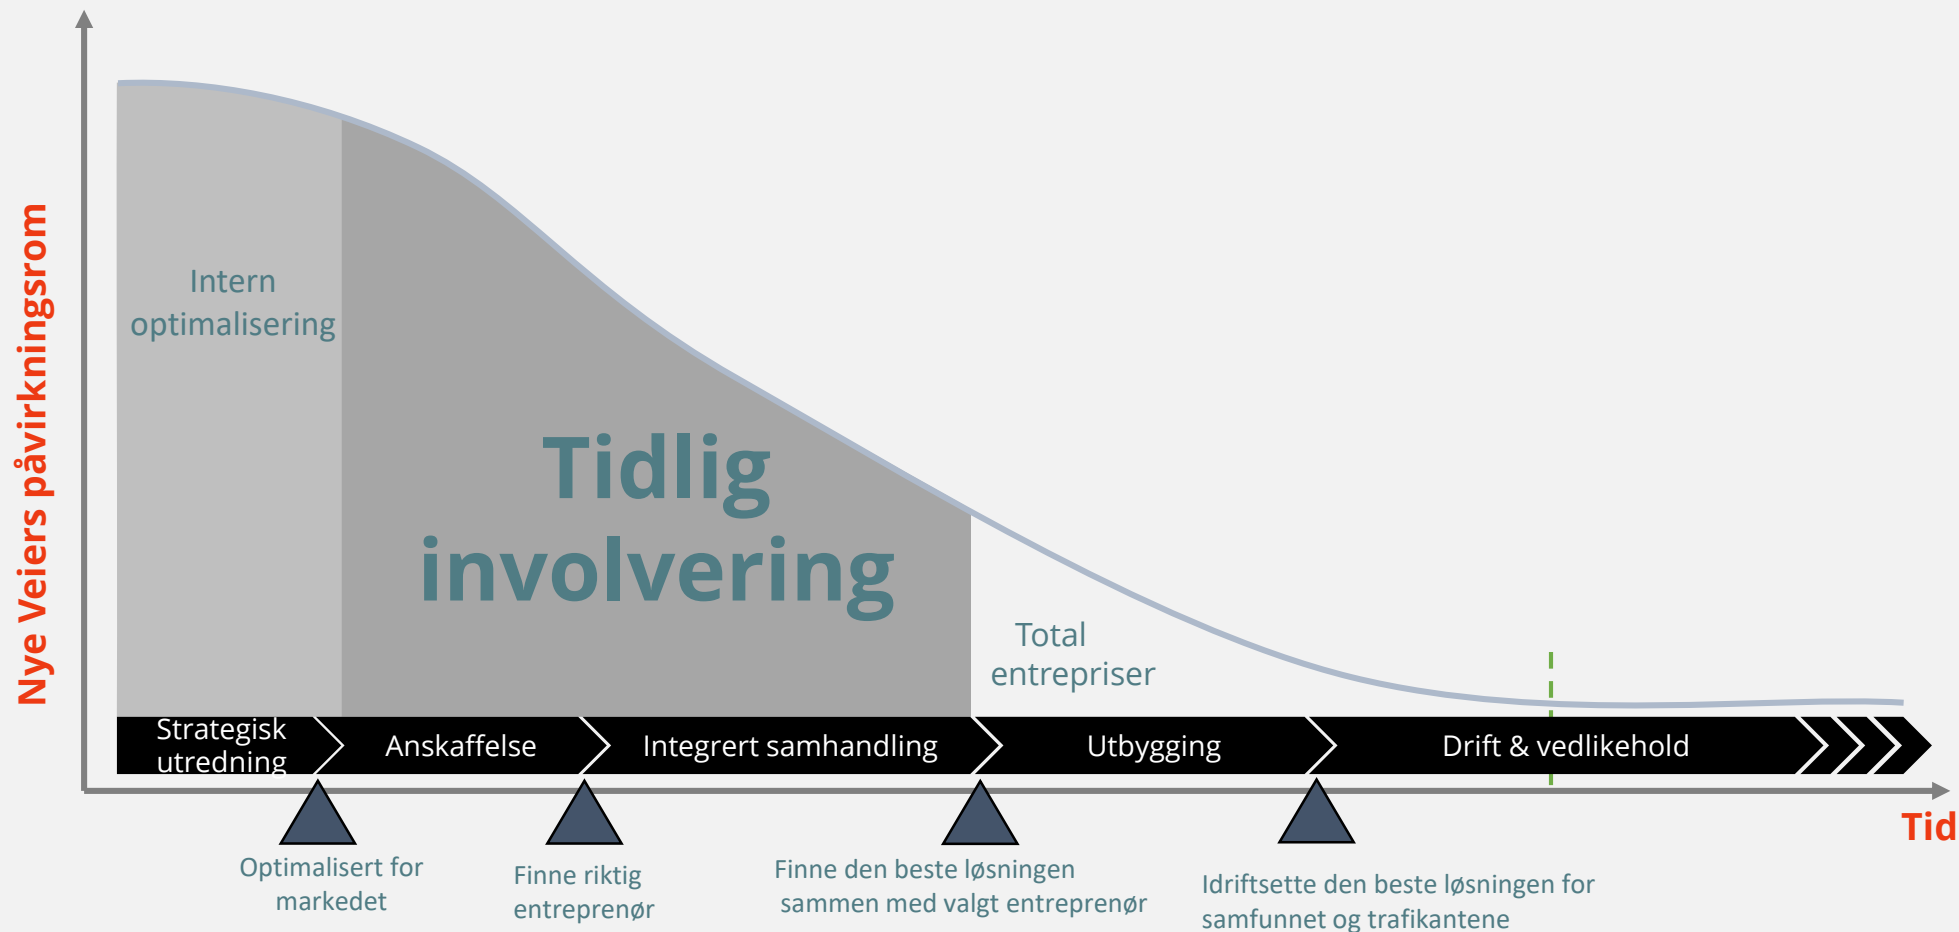 Nye Veiers påvirkningsrom
Intern
optimalisering
Tidlig
involvering
Total
entrepriser
Strategisk
utredning
Anskaffelse
Integrert samhandling
Utbygging
Drift & vedlikehold
Tid
Optimalisert for
markedet
Finne riktig
entreprenør
Finne den beste løsningen
sammen med valgt entreprenør
Idriftsette den beste løsningen for
samfunnet og trafikantene